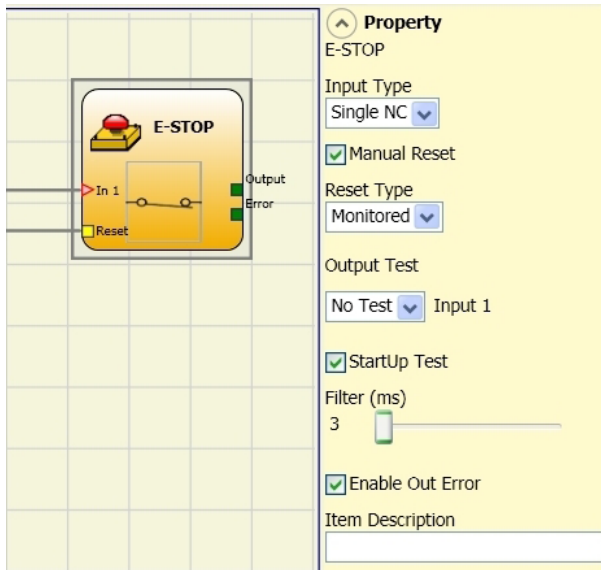 E-STOP
In 1
Reset
Output
Error
Property
E-STOP
Input Type
Single NC
Manual Reset
Reset Type
Monitored
Output Test
No Test Input 1
StartUp Test
Filter (ms)
3
Enable Out Error
Item Description